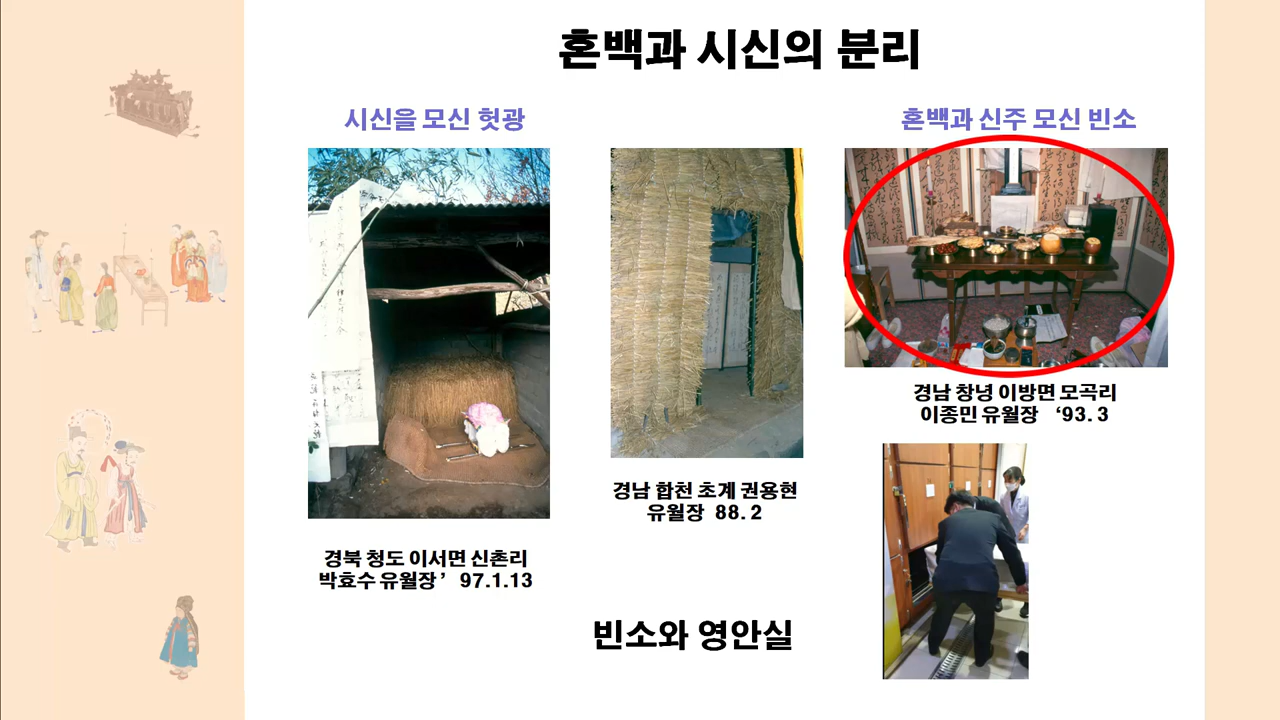 혼백과 시신의 분리
시신을 모신 헛광
혼백과 신주 모신 빈소
경남 창녕 이방면 모곡리
이종민 유월장 ‘93. 3
경남 합천 초계 권용현
유월장 88. 2
경북 청도 이서면 신촌리
박효수 유월장 ’ 97.1.13
빈소와 영안실